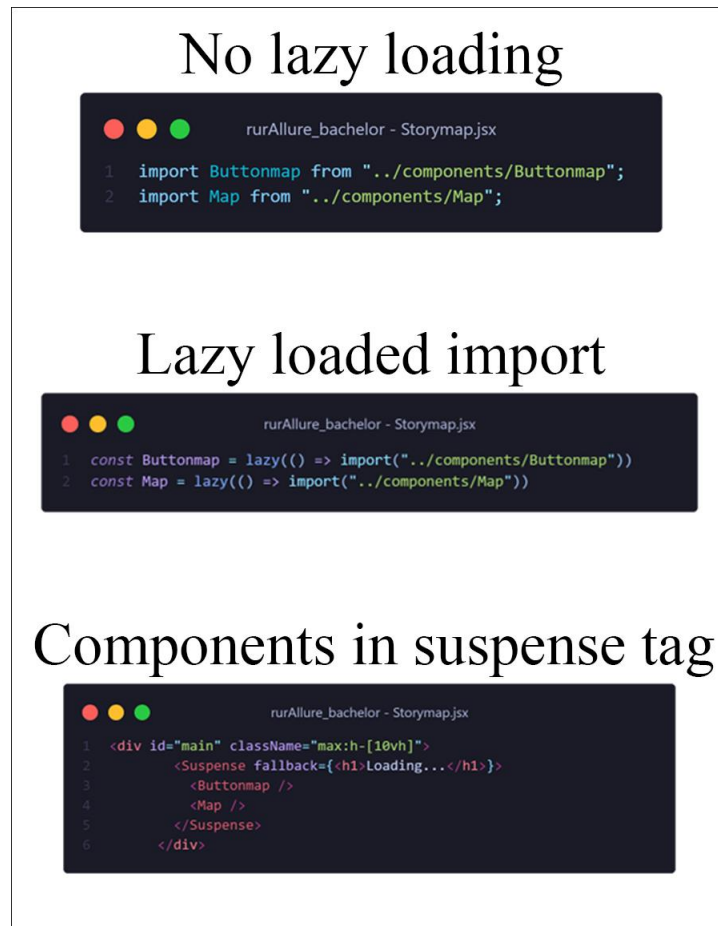 No lazy loading
rurAllure_bachelor - Storymap.jsx
1 import Buttonmap from "../components/Buttonmap";
2 import Map from "../components/Map";
Lazy loaded import
rurAllure_bachelor - Storymap.jsx
1 const Buttonmap = lazy(() => import("../components/Buttonmap"))
2 const Map = lazy(() => import("../components/Map"))
Components in suspense tag
rurAllure_bachelor - Storymap.jsx
1 <div id="main" className="max:h-[10vh]">
2 <Suspense fallback={<h1>Loading...</h1>}>
3 <Buttonmap />
4 <Map />
5 </Suspense>
6 </div>